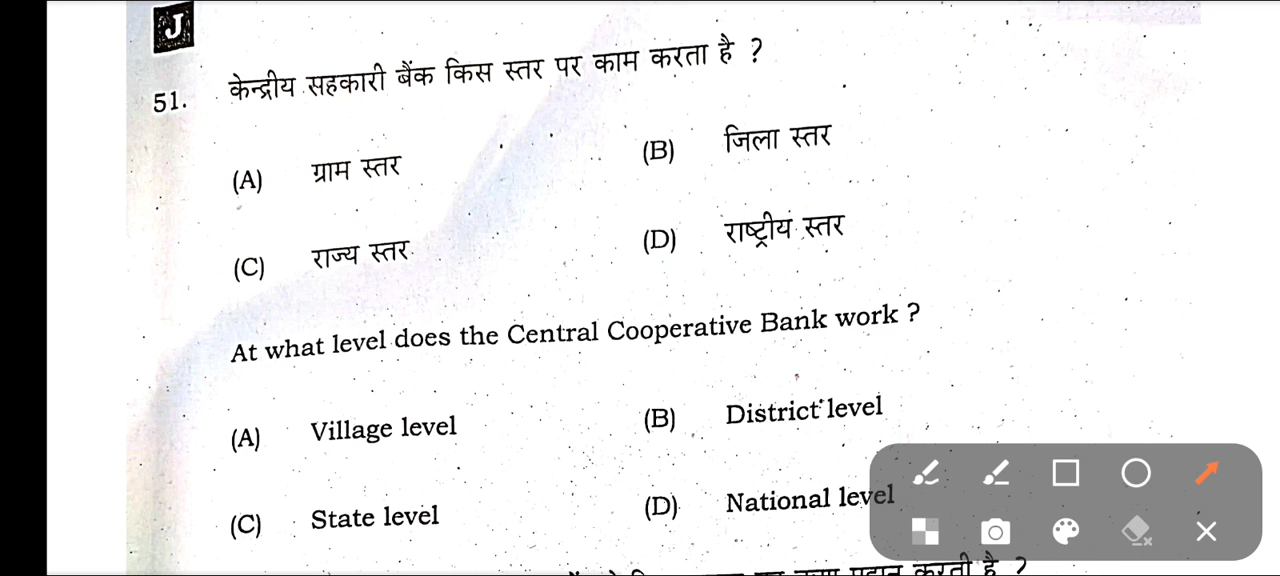 J
51. केन्द्रीय सहकारी बैंक किस स्तर पर काम करता है ?
(A) ग्राम स्तर (B) जिला स्तर
(C) राज्य स्तर (D) राष्ट्रीय स्तर
At what level does the Central Cooperative Bank work ?
(A) Village level (B) District level
(C) State level (D) National level
करती है ?